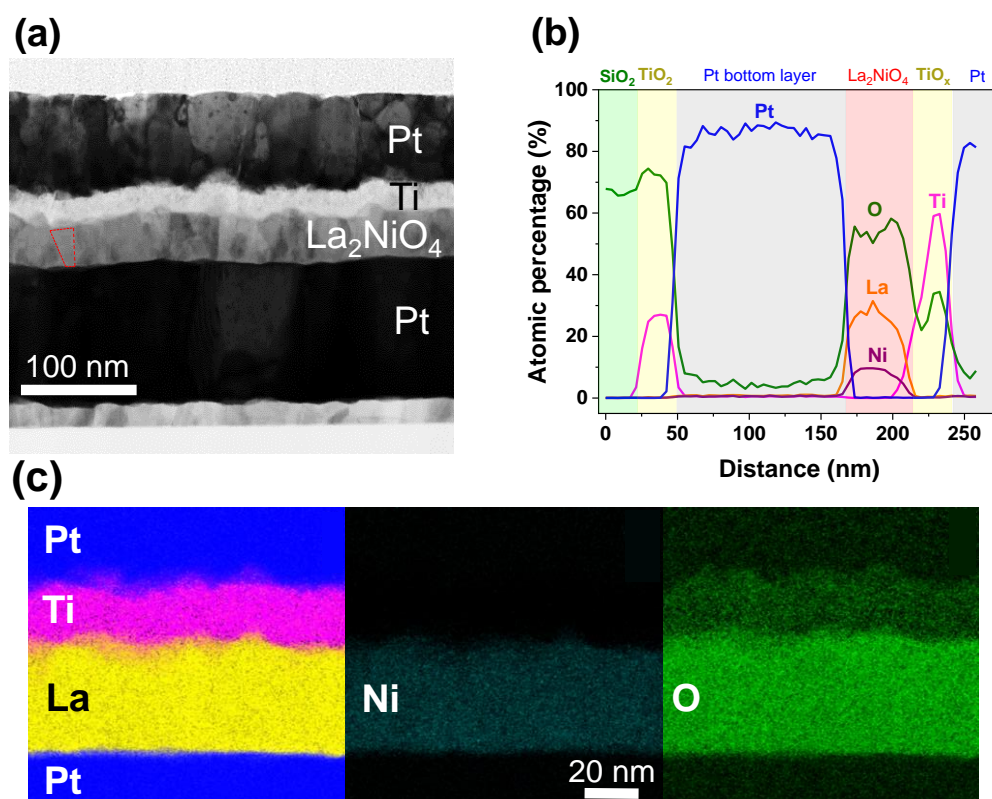 (a)
Pt
Ti
La₂NiO₄
Pt
100 nm
(b)
SiO₂ TiO₂ Pt bottom layer La₂NiO₄ TiOₓ Pt
100
80
60
40
20
0
Atomic percentage (%)
Pt
O
Ti
La
Ni
0 50 100 150 200 250
Distance (nm)
(c)
Pt
Ti
La
Pt
Ni
20 nm
O